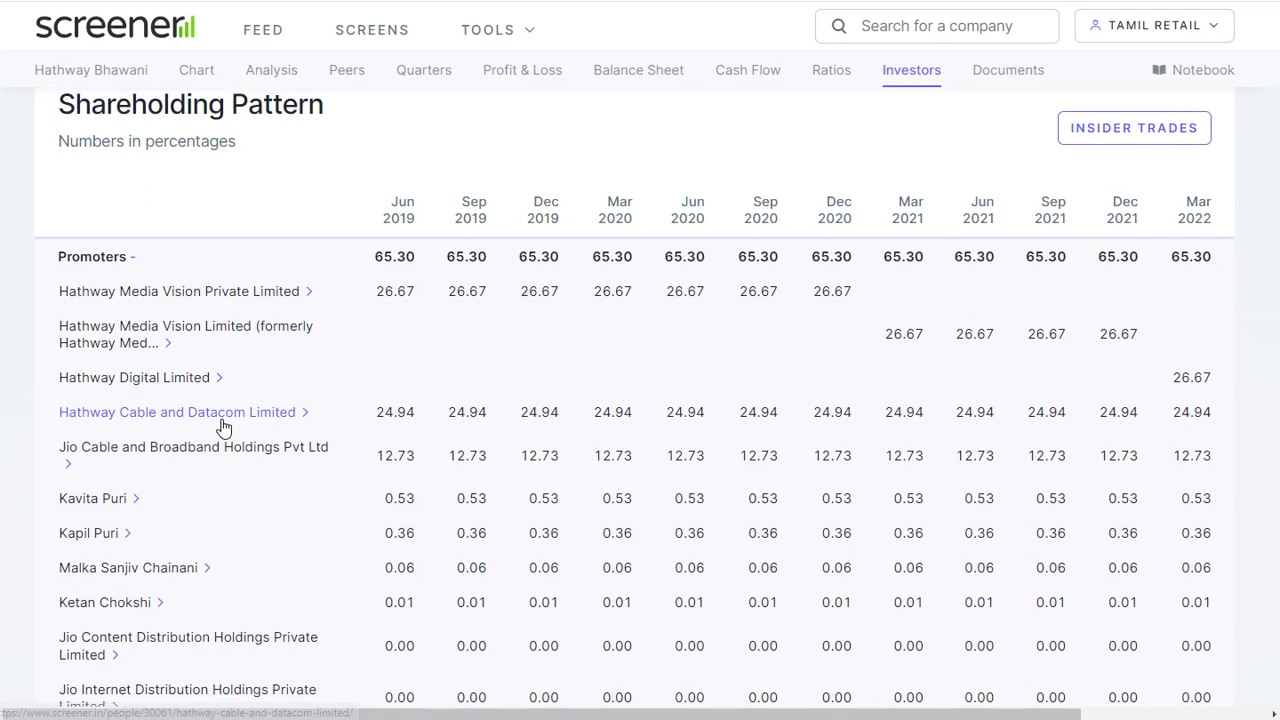 screener
FEED
SCREENS
TOOLS
Search for a company
TAMIL RETAIL
Hathway Bhawani Chart Analysis Peers Quarters Profit & Loss Balance Sheet Cash Flow Ratios Investors Documents Notebook
Shareholding Pattern
Numbers in percentages
INSIDER TRADES
Jun 2019 Sep 2019 Dec 2019 Mar 2020 Jun 2020 Sep 2020 Dec 2020 Mar 2021 Jun 2021 Sep 2021 Dec 2021 Mar 2022
Promoters - 65.30 65.30 65.30 65.30 65.30 65.30 65.30 65.30 65.30 65.30 65.30 65.30
Hathway Media Vision Private Limited 26.67 26.67 26.67 26.67 26.67 26.67 26.67
Hathway Media Vision Limited (formerly
Hathway Med... 26.67 26.67 26.67 26.67
Hathway Digital Limited 26.67
Hathway Cable and Datacom Limited 24.94 24.94 24.94 24.94 24.94 24.94 24.94 24.94 24.94 24.94 24.94 24.94
Jio Cable and Broadband Holdings Pvt Ltd 12.73 12.73 12.73 12.73 12.73 12.73 12.73 12.73 12.73 12.73 12.73 12.73
Kavita Puri 0.53 0.53 0.53 0.53 0.53 0.53 0.53 0.53 0.53 0.53 0.53 0.53
Kapil Puri 0.36 0.36 0.36 0.36 0.36 0.36 0.36 0.36 0.36 0.36 0.36 0.36
Malka Sanjiv Chainani 0.06 0.06 0.06 0.06 0.06 0.06 0.06 0.06 0.06 0.06 0.06 0.06
Ketan Chokshi 0.01 0.01 0.01 0.01 0.01 0.01 0.01 0.01 0.01 0.01 0.01 0.01
Jio Content Distribution Holdings Private
Limited 0.00 0.00 0.00 0.00 0.00 0.00 0.00 0.00 0.00 0.00 0.00 0.00
Jio Internet Distribution Holdings Private
Limited 0.00 0.00 0.00 0.00 0.00 0.00 0.00 0.00 0.00 0.00 0.00 0.00
https://www.screener.in/people/30061/hathway-cable-and-datacom-limited/